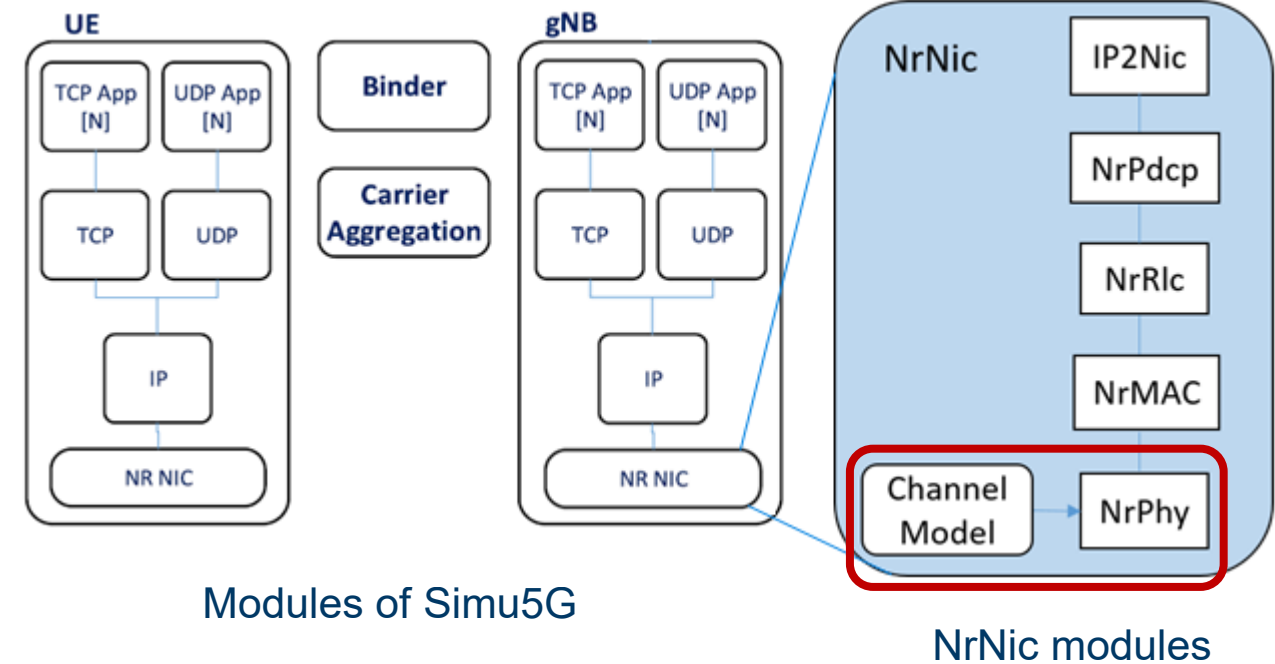 UE
TCP App
[N]
UDP App
[N]
TCP
UDP
IP
NR NIC
Binder
Carrier
Aggregation
gNB
TCP App
[N]
UDP App
[N]
TCP
UDP
IP
NR NIC
NrNic
IP2Nic
NrPdcp
NrRlc
NrMAC
Channel
Model
NrPhy
Modules of Simu5G
NrNic modules